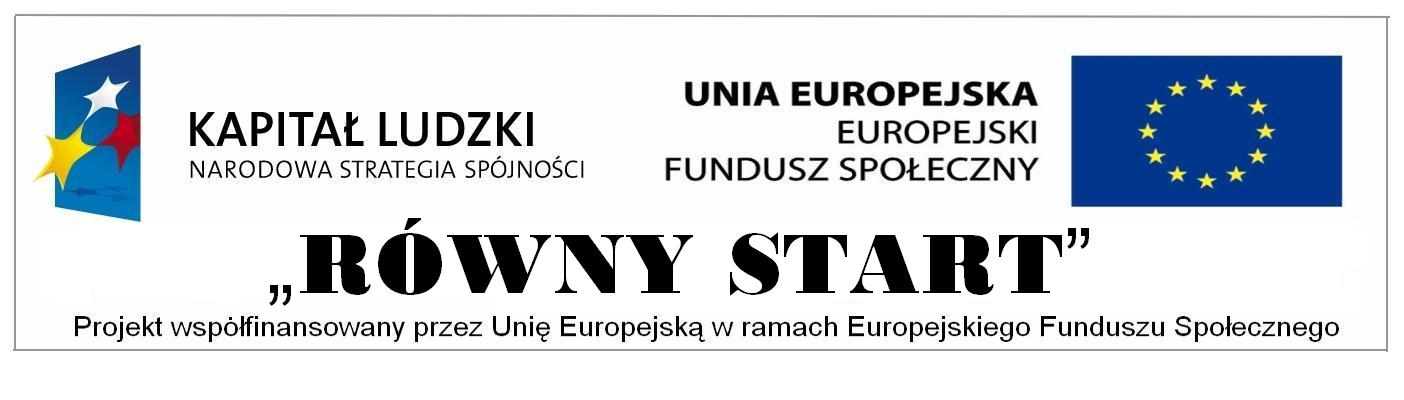 KAPITAŁ LUDZKI
NARODOWA STRATEGIA SPÓJNOŚCI
UNIA EUROPEJSKA
EUROPEJSKI
FUNDUSZ SPOŁECZNY
„RÓWNY START”
Projekt współfinansowany przez Unię Europejską w ramach Europejskiego Funduszu Społecznego